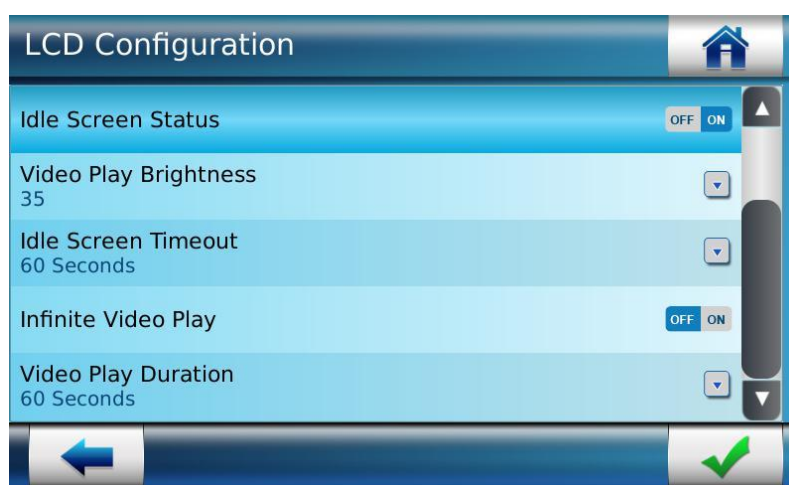 LCD Configuration
Idle Screen Status
OFF ON
Video Play Brightness
35
Idle Screen Timeout
60 Seconds
Infinite Video Play
OFF ON
Video Play Duration
60 Seconds